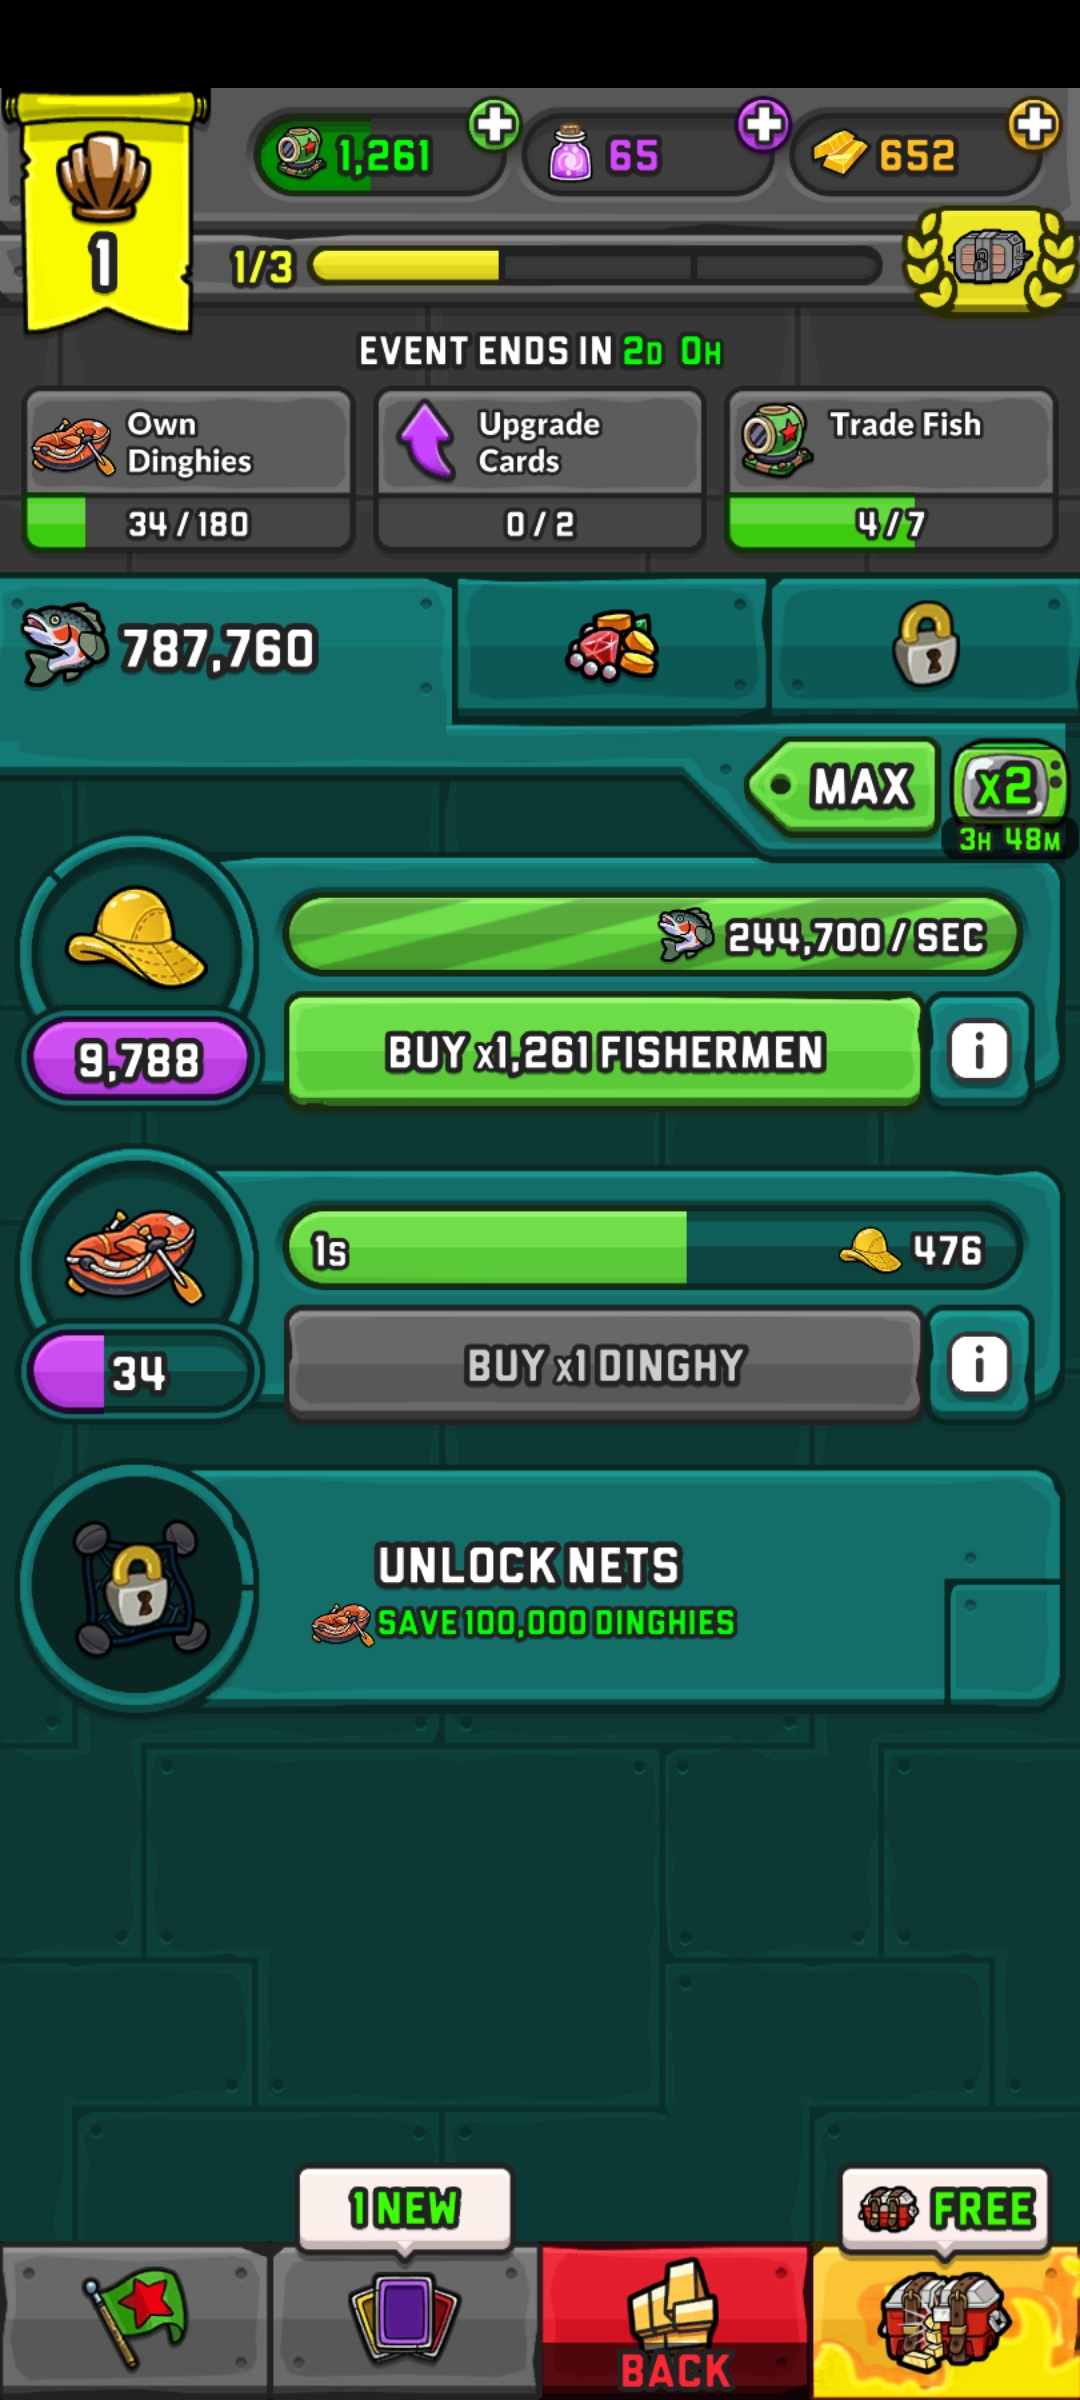 1,261
65
652
1
1/3
EVENT ENDS IN 2D 0H
Own
Dinghies
34/180
Upgrade
Cards
0/2
Trade Fish
4/7
787,760
MAX
x2
3H 48M
244,700/SEC
9,788
BUY x1,261 FISHERMEN
i
1s
476
34
BUY x1 DINGHY
i
UNLOCK NETS
SAVE 100,000 DINGHIES
1 NEW
FREE
BACK